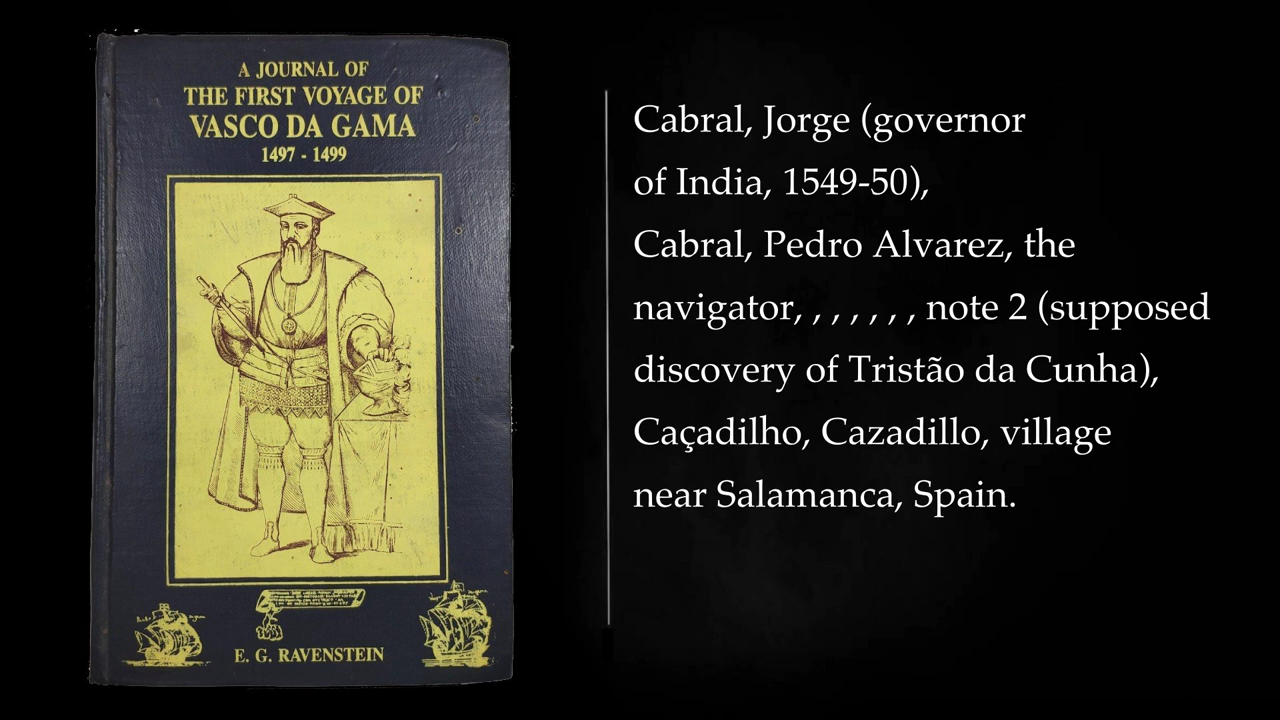 A JOURNAL OF
THE FIRST VOYAGE OF
VASCO DA GAMA
1497 - 1499
E. G. RAVENSTEIN
Cabral, Jorge (governor
of India, 1549-50),
Cabral, Pedro Alvarez, the
navigator, , , , , , , note 2 (supposed
discovery of Tristão da Cunha),
Caçadilho, Cazadillo, village
near Salamanca, Spain.